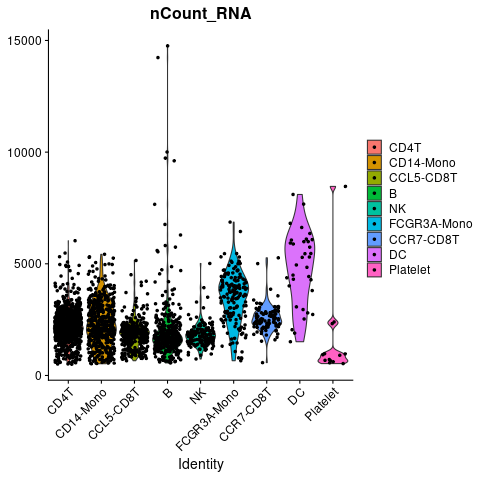 nCount_RNA
15000
10000
5000
0
CD4T
CD14-Mono
CCL5-CD8T
B
NK
FCGR3A-Mono
CCR7-CD8T
DC
Platelet
Identity
CD4T
CD14-Mono
CCL5-CD8T
B
NK
FCGR3A-Mono
CCR7-CD8T
DC
Platelet